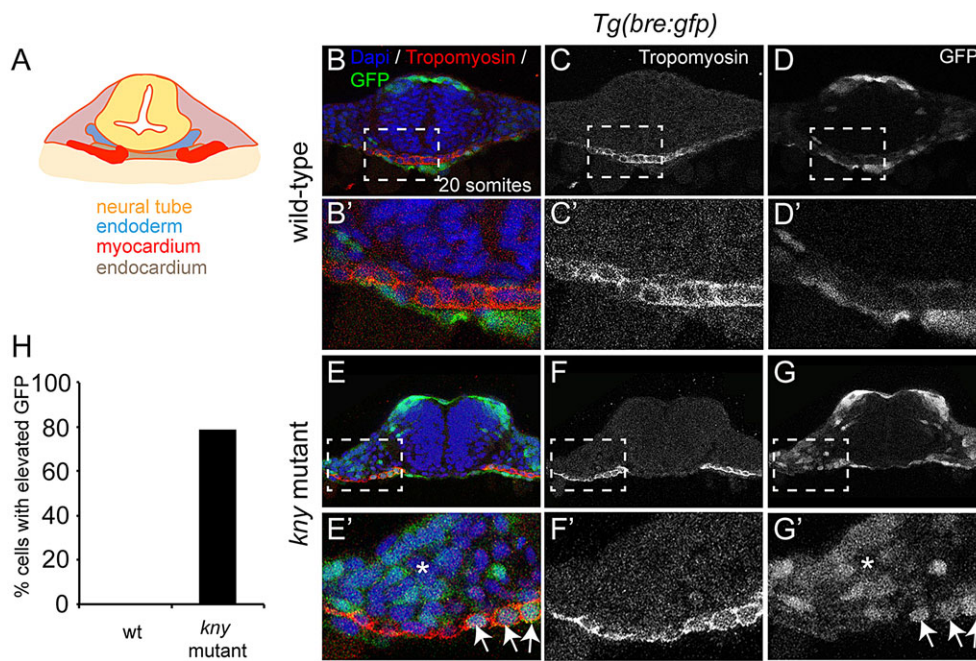 Tg(bre:gfp)
A
neural tube
endoderm
myocardium
endocardium
B
Dapi / Tropomyosin /
GFP
20 somites
C
Tropomyosin
D
GFP
wild-type
B'
C'
D'
H
% cells with elevated GFP
100
80
60
40
20
0
wt
kny
mutant
kny mutant
E
F
G
E'
*
F'
G'
*